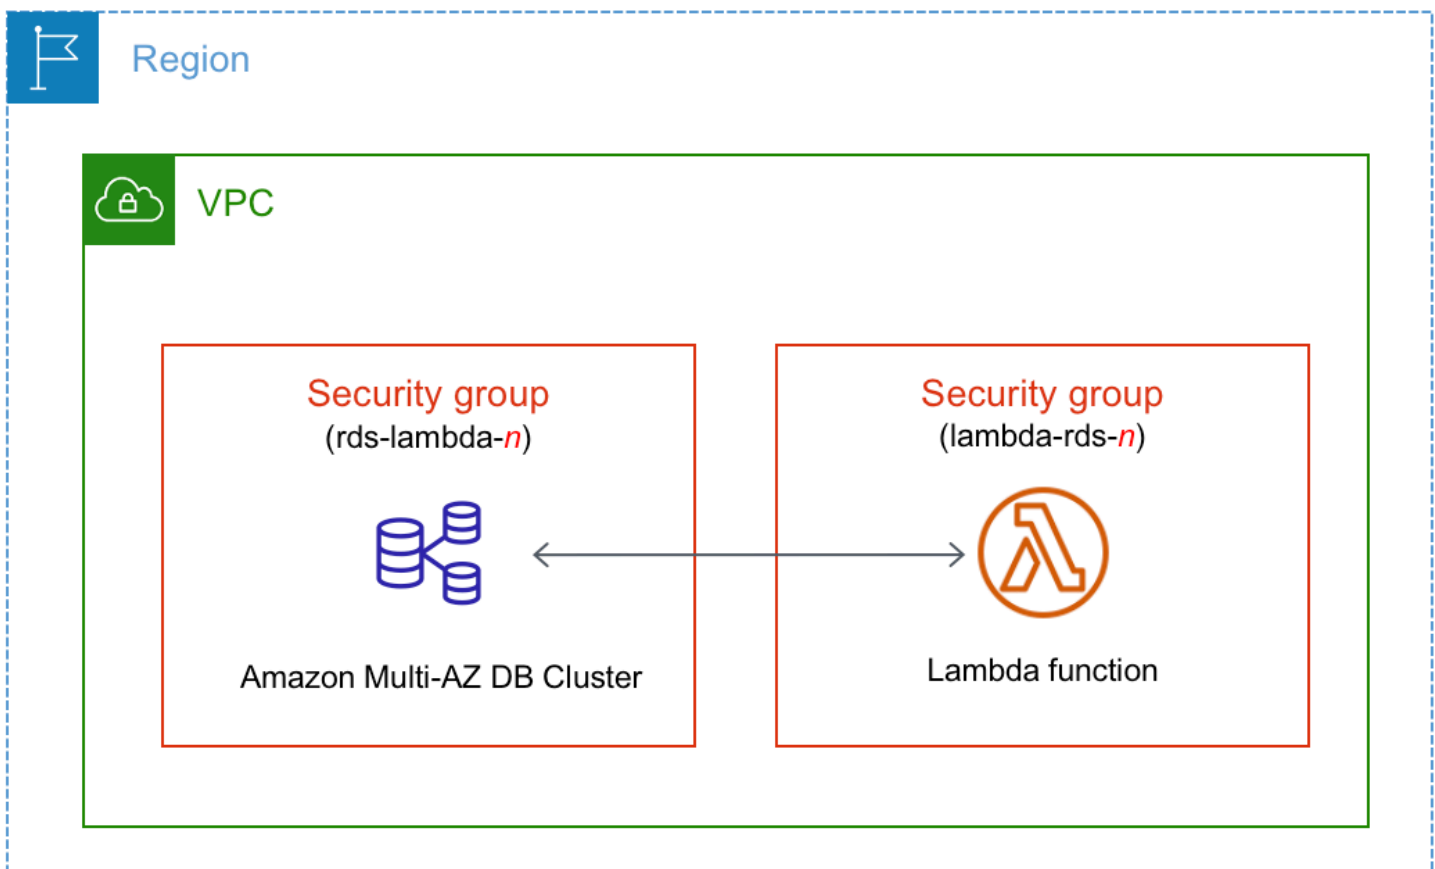 Region
VPC
Security group
(rds-lambda-n)
Amazon Multi-AZ DB Cluster
Security group
(lambda-rds-n)
Lambda function